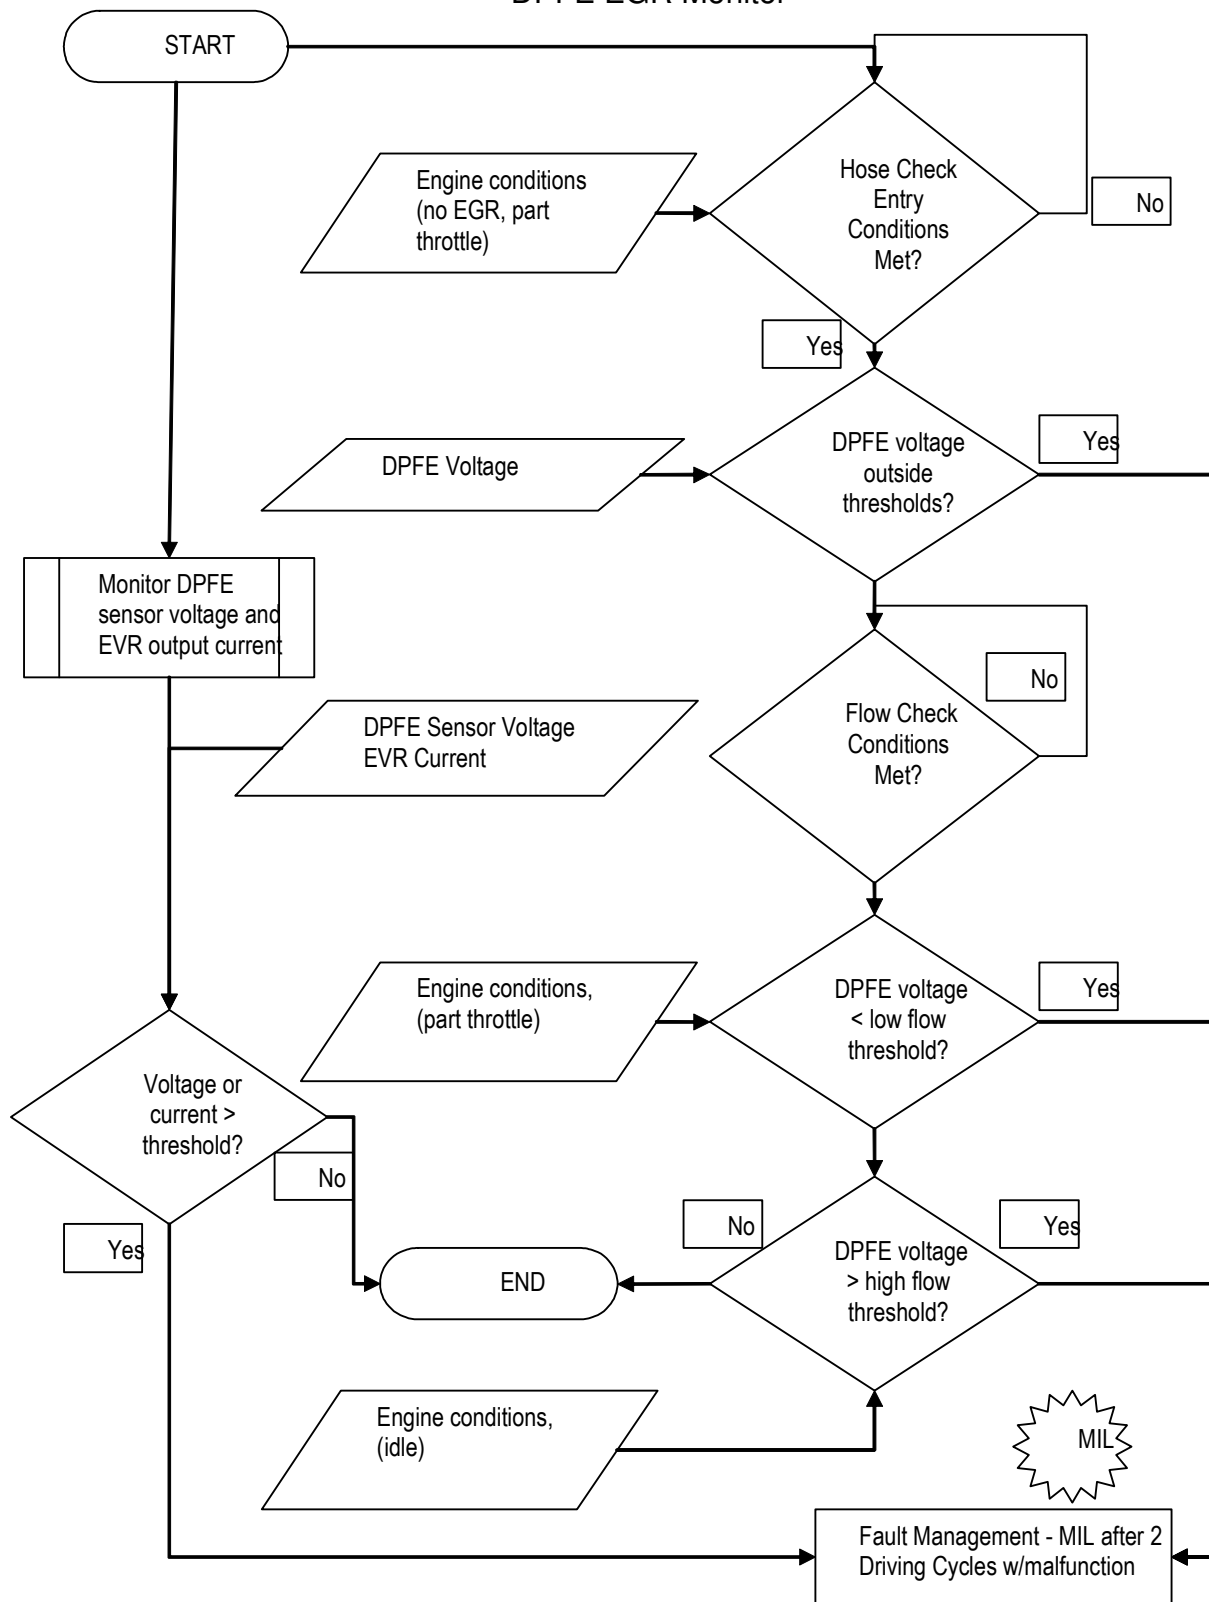 DPFE EGR Monitor
START
Engine conditions
(no EGR, part
throttle)
Hose Check
Entry
Conditions
Met?
No
Yes
DPFE Voltage
DPFE voltage
outside
thresholds?
Yes
Monitor DPFE
sensor voltage and
EVR output current
No
DPFE Sensor Voltage
EVR Current
Flow Check
Conditions
Met?
Engine conditions,
(part throttle)
DPFE voltage
< low flow
threshold?
Yes
Voltage or
current >
threshold?
No
Yes
END
No
DPFE voltage
> high flow
threshold?
Yes
Engine conditions,
(idle)
MIL
Fault Management - MIL after 2
Driving Cycles w/malfunction